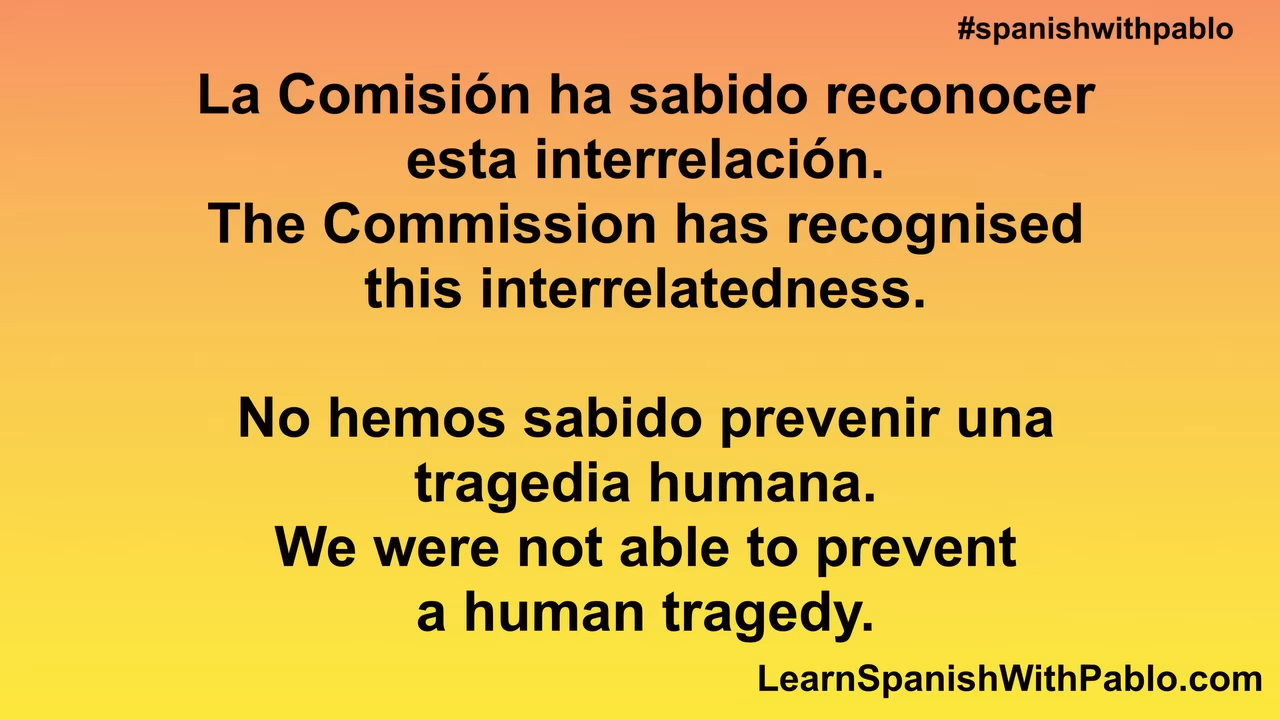 #spanishwithpablo
La Comisión ha sabido reconocer
esta interrelación.
The Commission has recognised
this interrelatedness.
No hemos sabido prevenir una
tragedia humana.
We were not able to prevent
a human tragedy.
LearnSpanishWithPablo.com